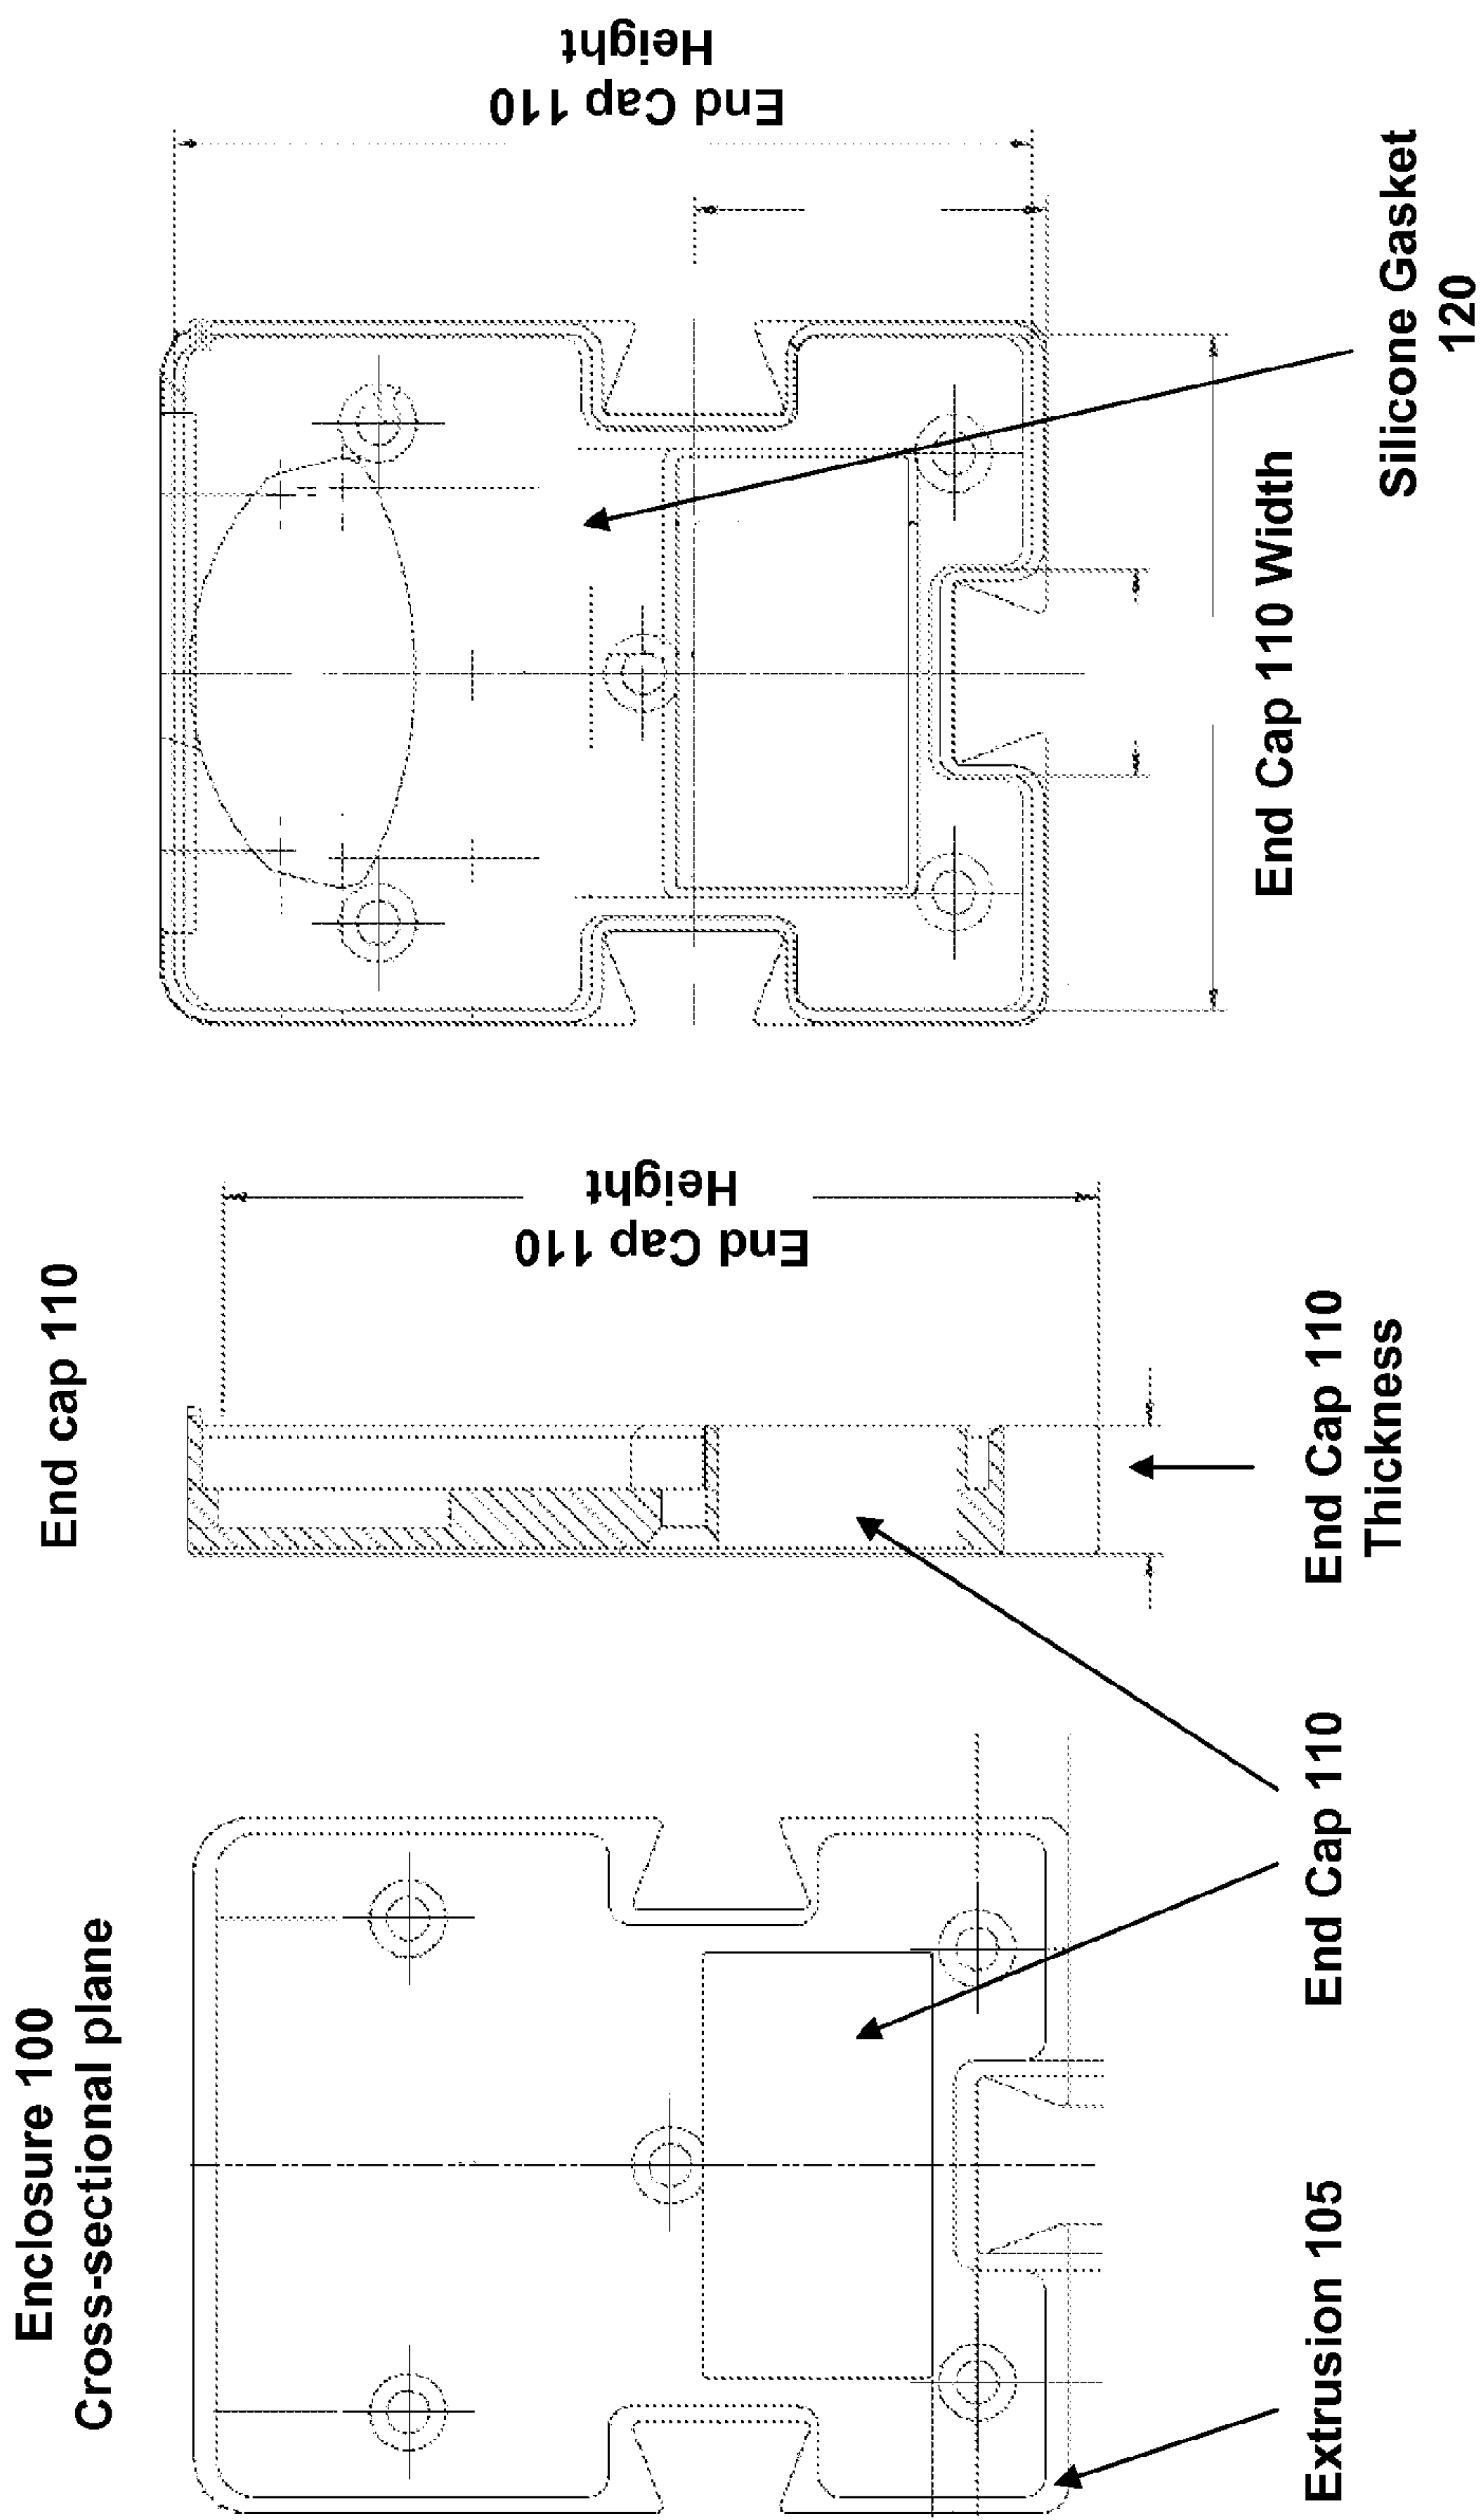 Enclosure 100
Cross-sectional plane
End cap 110
End Cap 110
Height
End Cap 110
Height
Extrusion 105
End Cap 110
End Cap 110
Thickness
End Cap 110 Width
Silicone Gasket
120